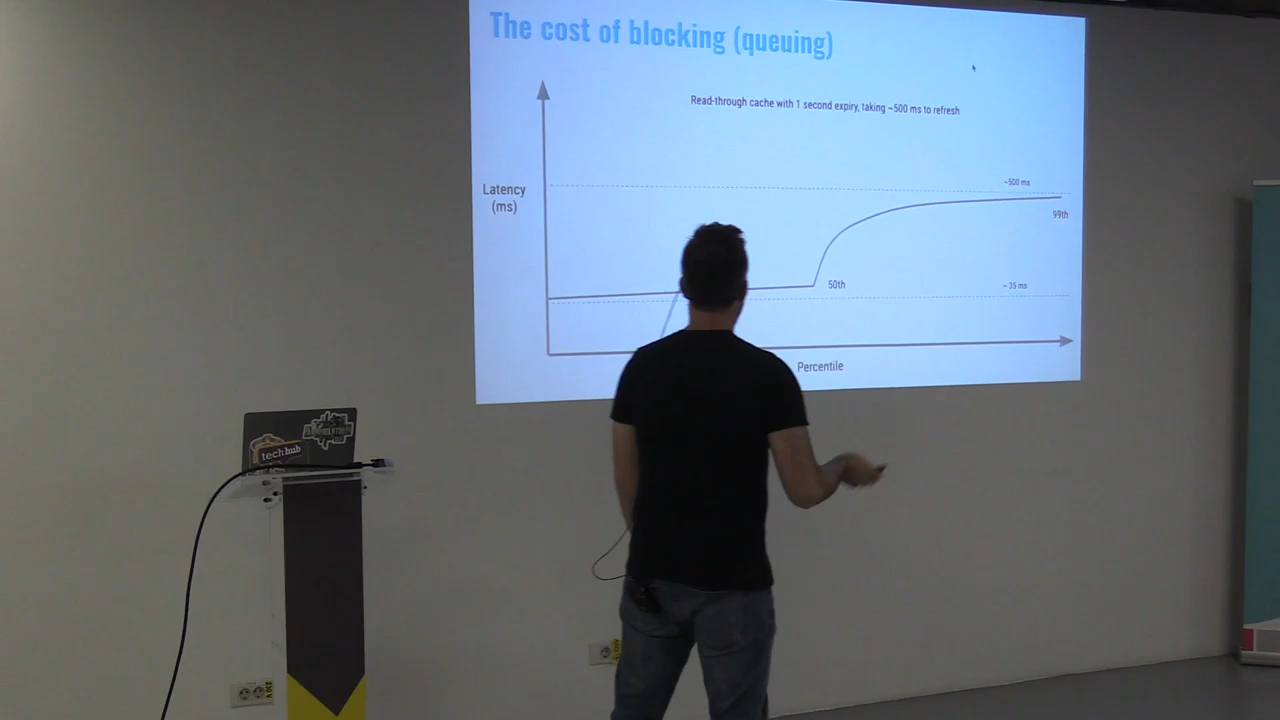 The cost of blocking (queuing)
Read-through cache with 1 second expiry, taking ~500 ms to refresh
Latency
(ms)
~500 ms
99th
50th
~ 35 ms
Percentile
tech hub